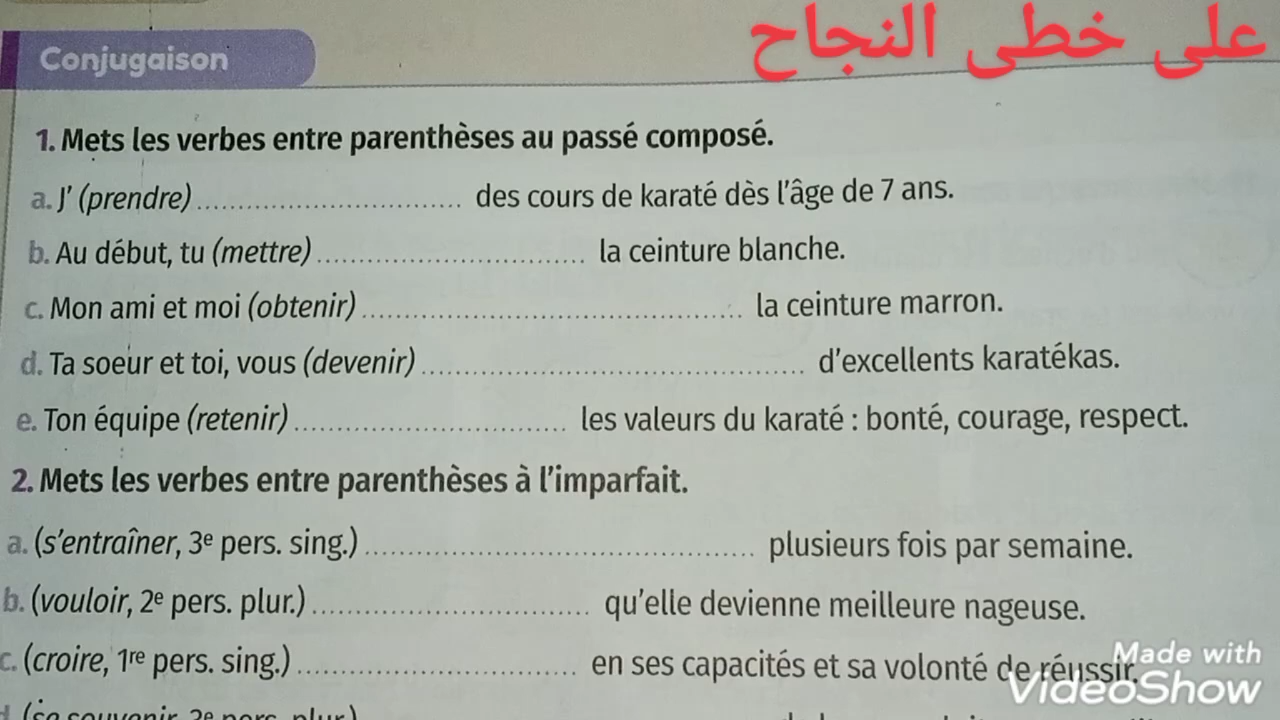 على خطى النجاح
Conjugaison
1. Mets les verbes entre parenthèses au passé composé.
a. J' (prendre) ............................ des cours de karaté dès l'âge de 7 ans.
b. Au début, tu (mettre) ............................ la ceinture blanche.
c. Mon ami et moi (obtenir) ........................................ la ceinture marron.
d. Ta soeur et toi, vous (devenir) ........................................ d'excellents karatékas.
e. Ton équipe (retenir) ............................ les valeurs du karaté : bonté, courage, respect.
2. Mets les verbes entre parenthèses à l'imparfait.
a. (s'entraîner, 3e pers. sing.) ........................................ plusieurs fois par semaine.
b. (vouloir, 2e pers. plur.) ............................ qu'elle devienne meilleure nageuse.
c. (croire, 1re pers. sing.) ............................ en ses capacités et sa volonté de réussir.
Made with
VideoShow